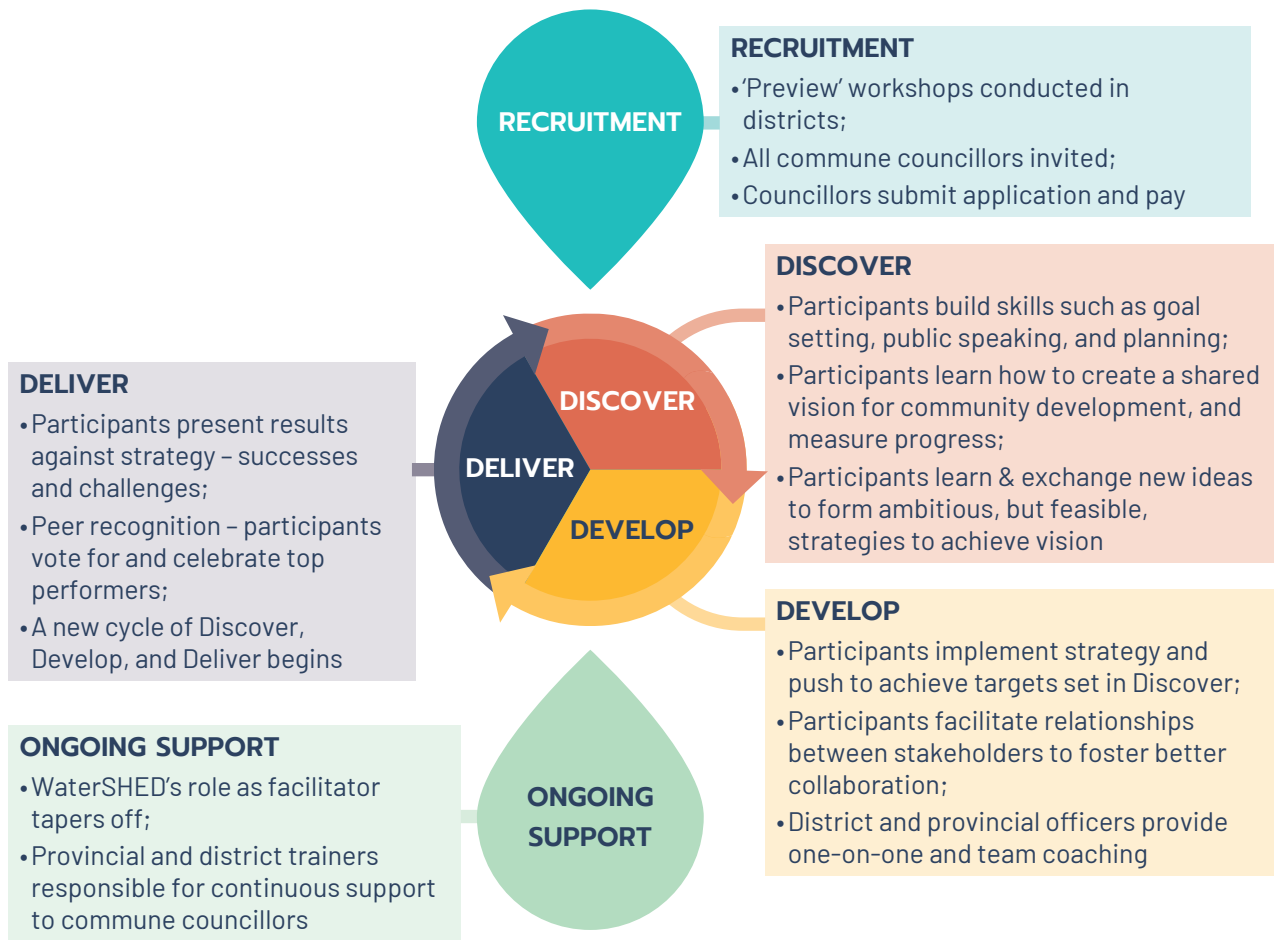 RECRUITMENT
RECRUITMENT
•‘Preview’ workshops conducted in
districts;
•All commune councillors invited;
•Councillors submit application and pay
DISCOVER
DISCOVER
•Participants build skills such as goal
setting, public speaking, and planning;
•Participants learn how to create a shared
vision for community development, and
measure progress;
•Participants learn & exchange new ideas
to form ambitious, but feasible,
strategies to achieve vision
DEVELOP
DEVELOP
•Participants implement strategy and
push to achieve targets set in Discover;
•Participants facilitate relationships
between stakeholders to foster better
collaboration;
•District and provincial officers provide
one-on-one and team coaching
DELIVER
DELIVER
•Participants present results
against strategy – successes
and challenges;
•Peer recognition – participants
vote for and celebrate top
performers;
•A new cycle of Discover,
Develop, and Deliver begins
ONGOING
SUPPORT
ONGOING SUPPORT
•WaterSHED’s role as facilitator
tapers off;
•Provincial and district trainers
responsible for continuous support
to commune councillors